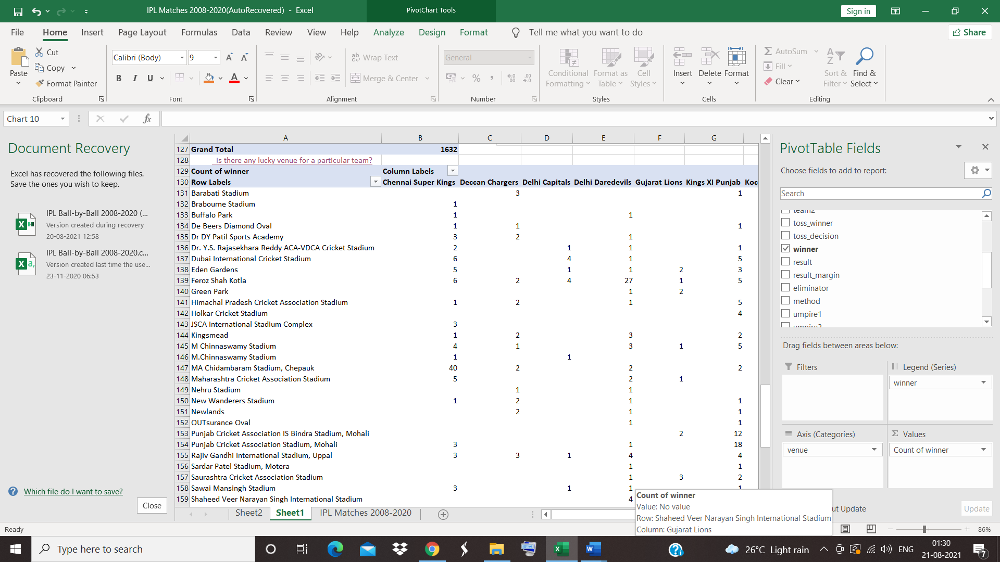 IPL Matches 2008-2020(AutoRecovered) - Excel
PivotChart Tools
Sign in
File Home Insert Page Layout Formulas Data Review View Help Analyze Design Format Tell me what you want to do Share
Paste
Cut
Copy
Format Painter
Clipboard
Calibri (Body) 9
B I U
Font
Wrap Text
Merge & Center
Alignment
General
Number
Conditional Formatting
Format as Table
Cell Styles
Styles
Insert Delete Format
Cells
AutoSum
Fill
Clear
Sort & Filter
Find & Select
Editing
Chart 10
fx
Document Recovery
Excel has recovered the following files.
Save the ones you wish to keep.
IPL Ball-by-Ball 2008-2020 (...
Version created during recovery
20-08-2021 12:58
IPL Ball-by-Ball 2008-2020.c...
Version created last time the use...
23-11-2020 06:53
Which file do I want to save?
Close
A B C D E F G
127 Grand Total 1632
128 Is there any lucky venue for a particular team?
129 Count of winner Column Labels
130 Row Labels Chennai Super Kings Deccan Chargers Delhi Capitals Delhi Daredevils Gujarat Lions Kings XI Punjab Koc
131 Barabati Stadium 3 1
132 Brabourne Stadium 1
133 Buffalo Park 1 1
134 De Beers Diamond Oval 1 1 1
135 Dr DY Patil Sports Academy 3 2 1
136 Dr. Y.S. Rajasekhara Reddy ACA-VDCA Cricket Stadium 2 1 1 1
137 Dubai International Cricket Stadium 6 4 1 5
138 Eden Gardens 5 1 1 2 3
139 Feroz Shah Kotla 6 2 4 27 1 5
140 Green Park 1 2
141 Himachal Pradesh Cricket Association Stadium 1 2 1 5
142 Holkar Cricket Stadium 4
143 JSCA International Stadium Complex 3
144 Kingsmead 1 2 3 2
145 M Chinnaswamy Stadium 4 1 3 1 5
146 M.Chinnaswamy Stadium 1 1
147 MA Chidambaram Stadium, Chepauk 40 2 2 2
148 Maharashtra Cricket Association Stadium 5 2 1
149 Nehru Stadium 1 1
150 New Wanderers Stadium 1 2 1 1
151 Newlands 2 1 1
152 OUTsurance Oval 1 1
153 Punjab Cricket Association IS Bindra Stadium, Mohali 2 12
154 Punjab Cricket Association Stadium, Mohali 3 1 18
155 Rajiv Gandhi International Stadium, Uppal 3 3 1 4 4
156 Sardar Patel Stadium, Motera 1 1
157 Saurashtra Cricket Association Stadium 1 3 2
158 Sawai Mansingh Stadium 3 1 1 1
159 Shaheed Veer Narayan Singh International Stadium 4
Count of winner
Value: No value
Row: Shaheed Veer Narayan Singh International Stadium
Column: Gujarat Lions
Sheet2 Sheet1 IPL Matches 2008-2020
PivotTable Fields
Choose fields to add to report:
Search
team2
toss_winner
toss_decision
winner
result
result_margin
eliminator
method
umpire1
umpire2
Drag fields between areas below:
Filters
Legend (Series)
winner
Axis (Categories)
venue
Values
Count of winner
ut Update
Update
Ready
86%
Type here to search
26°C Light rain
ENG
01:30
21-08-2021
7